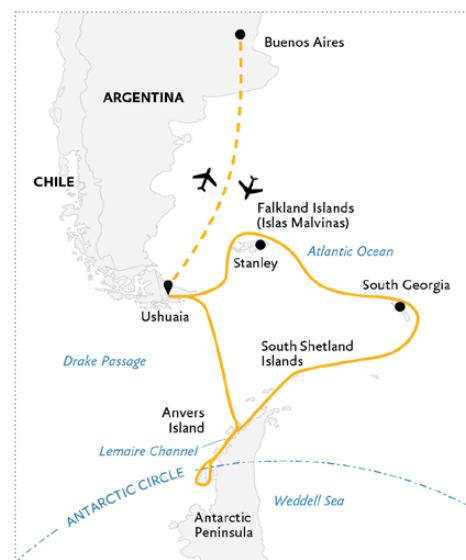 Buenos Aires
ARGENTINA
CHILE
Falkland Islands
(Islas Malvinas)
Atlantic Ocean
Stanley
South Georgia
Ushuaia
South Shetland
Islands
Drake Passage
Anvers
Island
Lemaire Channel
ANTARCTIC CIRCLE
Weddell Sea
Antarctic
Peninsula